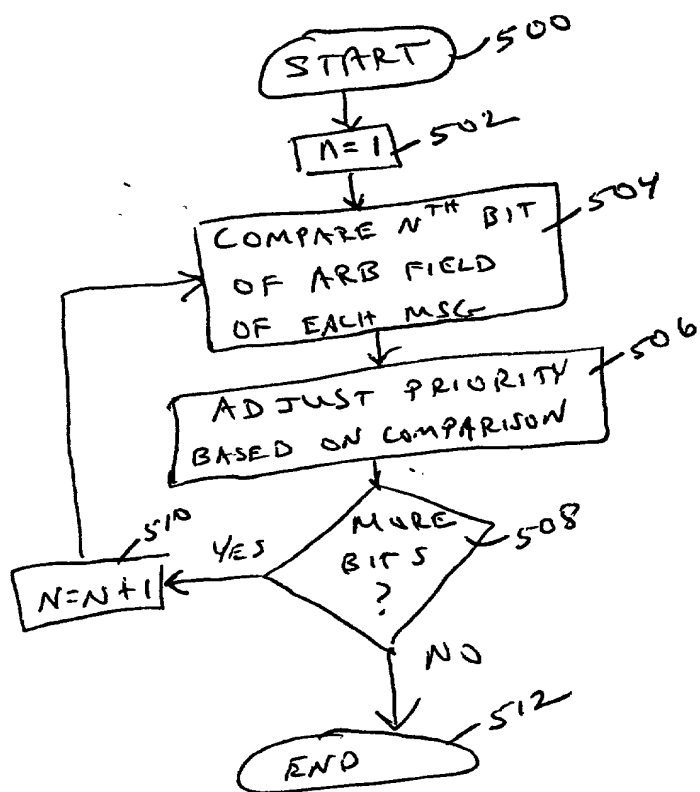 START
500
N=1
502
COMPARE NTH BIT
OF ARB FIELD
OF EACH MSG
504
ADJUST PRIORITY
BASED ON COMPARISON
506
MORE
BITS
?
508
YES
510
N=N+1
NO
END
512